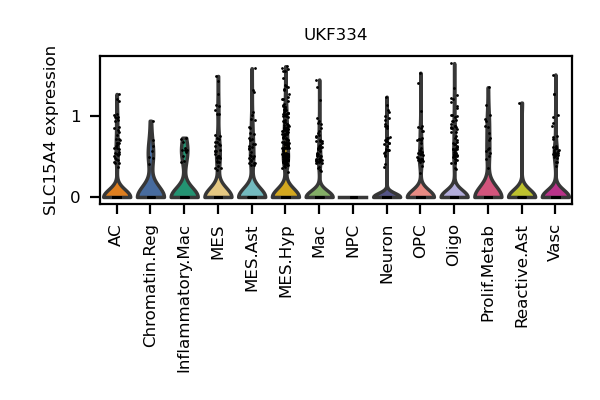 UKF334
SLC15A4 expression
1
0
AC
Chromatin.Reg
Inflammatory.Mac
MES
MES.Ast
MES.Hyp
Mac
NPC
Neuron
OPC
Oligo
Prolif.Metab
Reactive.Ast
Vasc